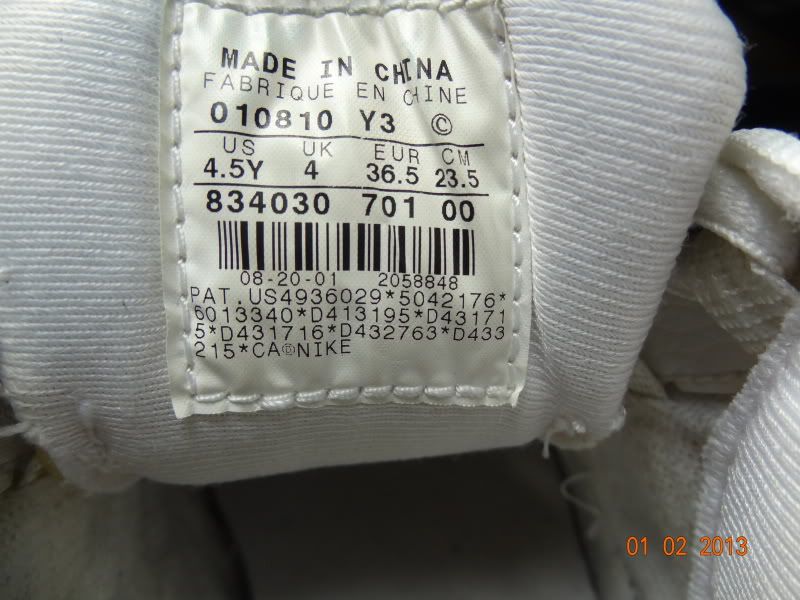 MADE IN CHINA
FABRIQUE EN CHINE
010810 Y3 ©
US UK EUR CM
4.5Y 4 36.5 23.5
834030 701 00
08-20-01 2058848
PAT.US4936029*5042176*
6013340*D413195*D43171
5*D431716*D432763*D433
215*CAⒹNIKE
01 02 2013